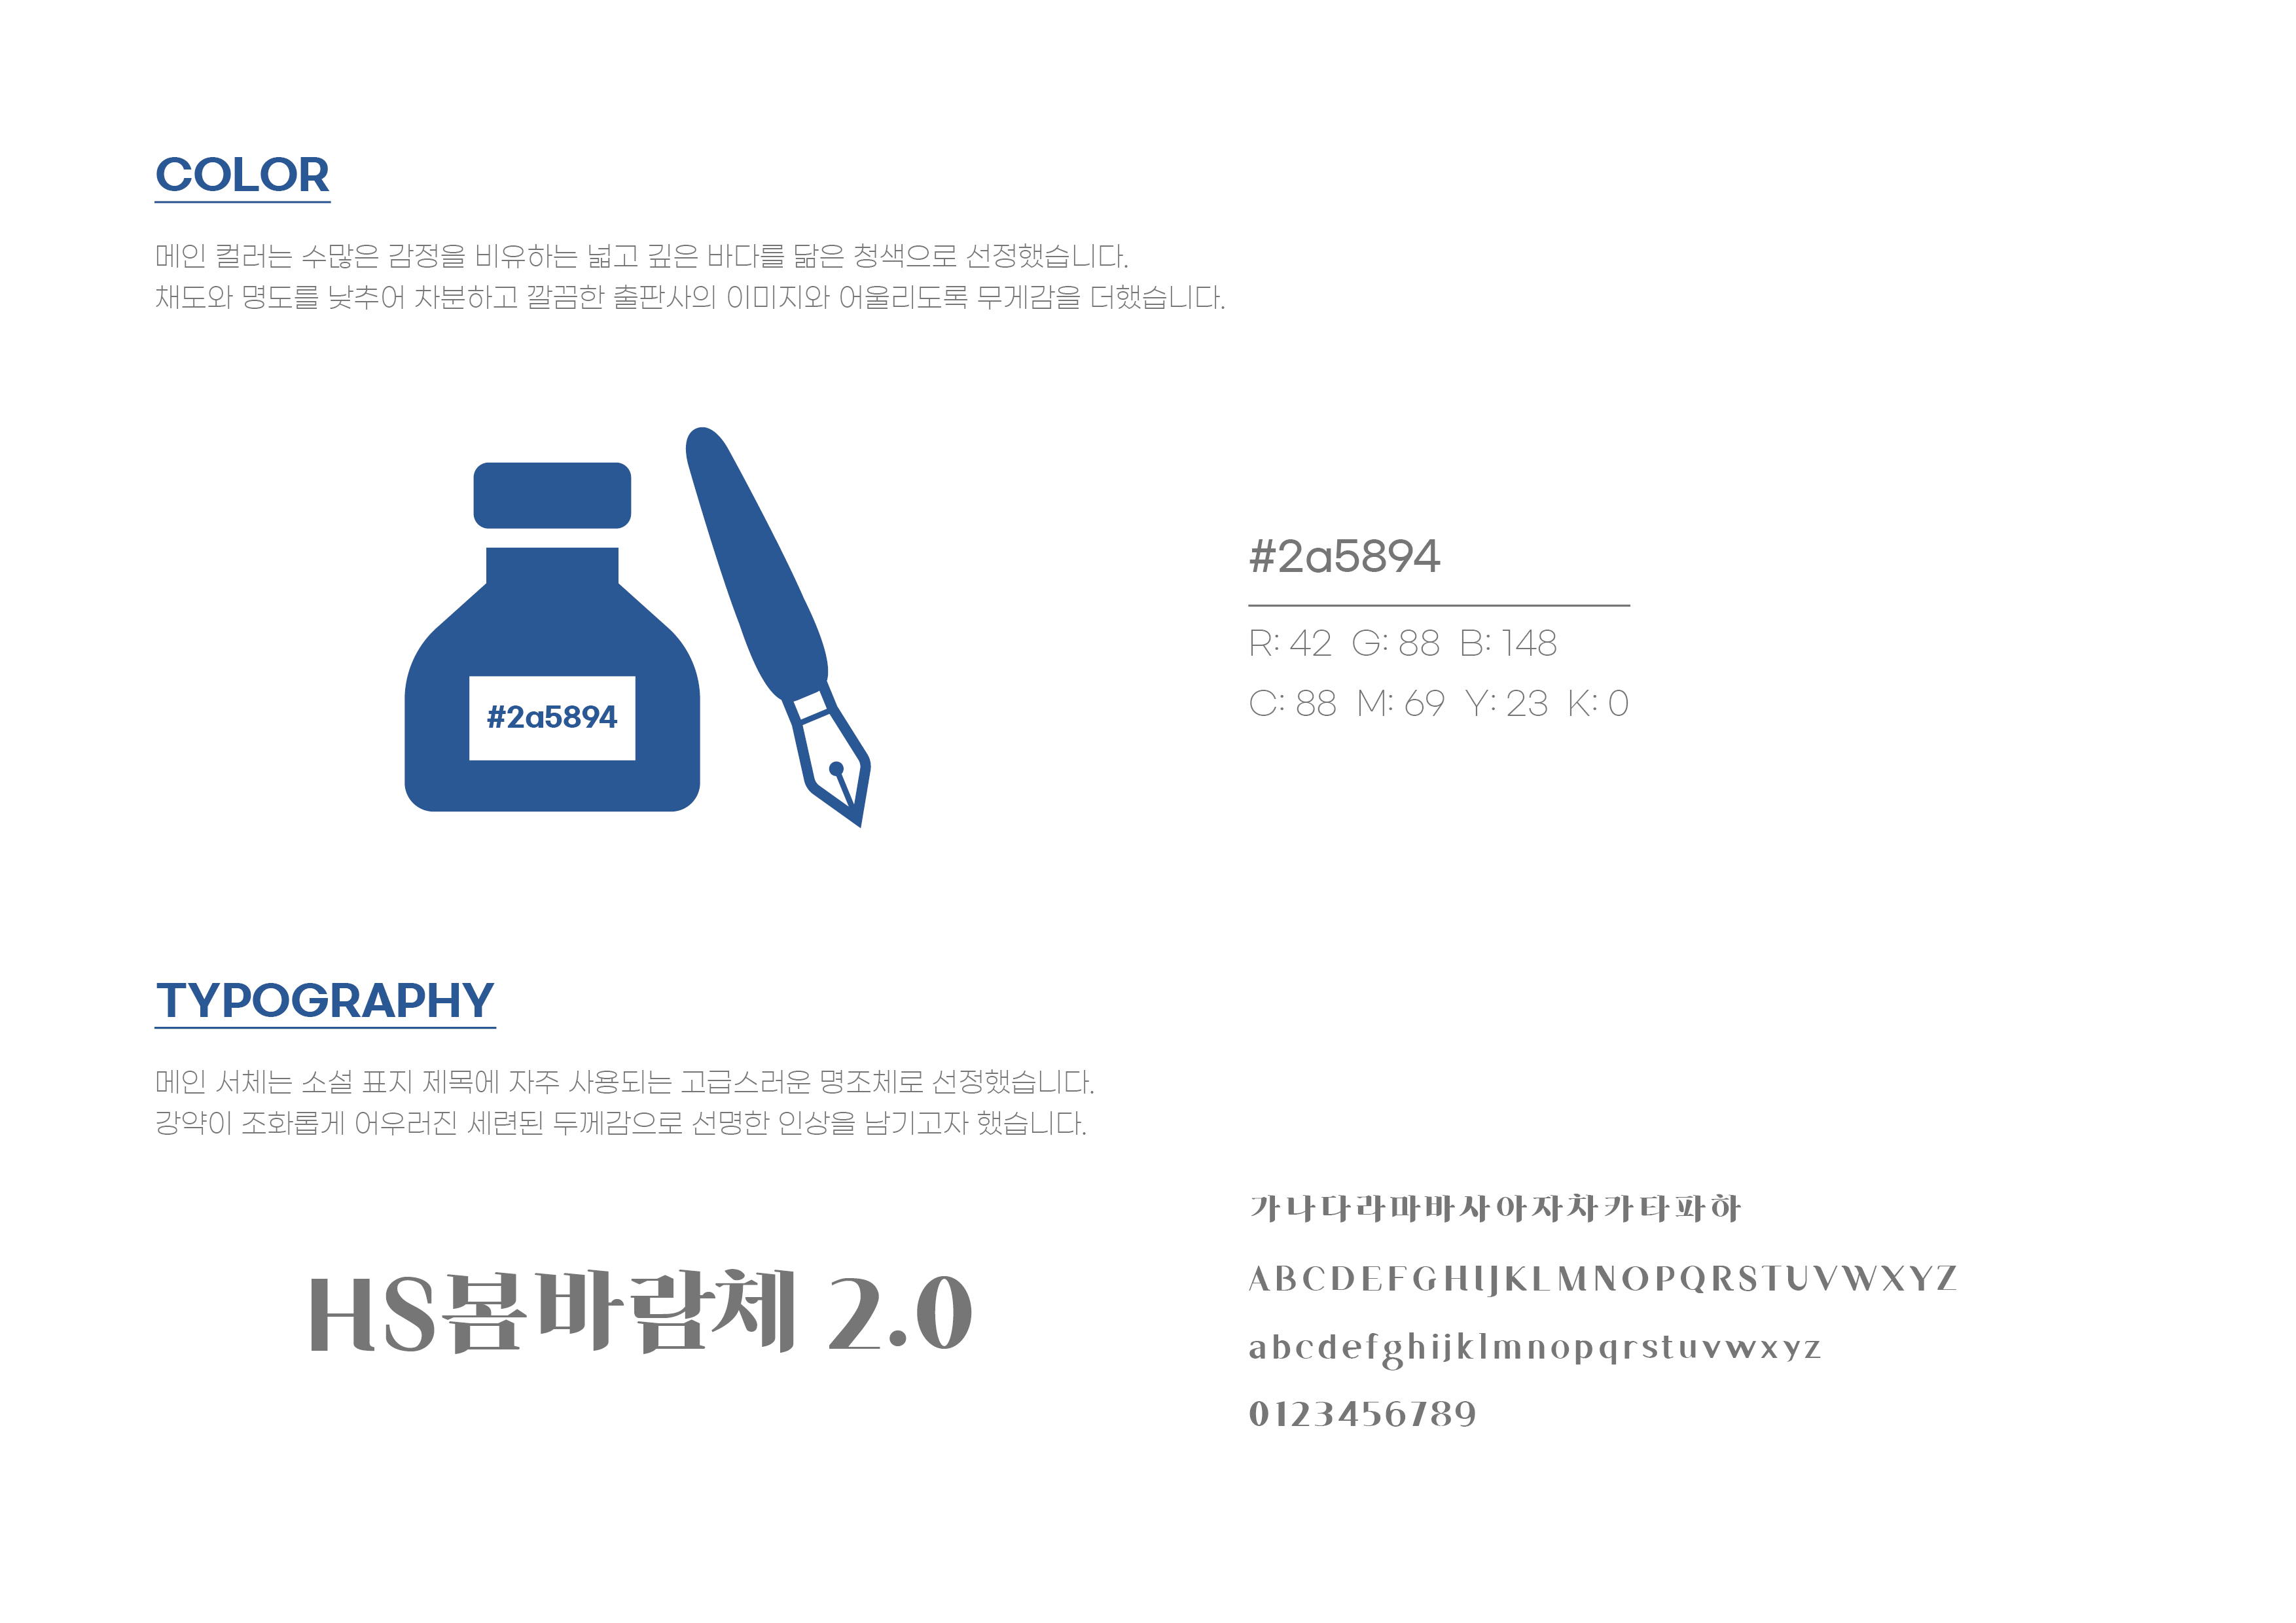 COLOR
메인 컬러는 수많은 감정을 비유하는 넓고 깊은 바다를 닮은 청색으로 선정했습니다.
채도와 명도를 낮추어 차분하고 깔끔한 출판사의 이미지와 어울리도록 무게감을 더했습니다.
#2a5894
#2a5894
R: 42 G: 88 B: 148
C: 88 M: 69 Y: 23 K: 0
TYPOGRAPHY
메인 서체는 소설 표지 제목에 자주 사용되는 고급스러운 명조체로 선정했습니다.
강약이 조화롭게 어우러진 세련된 두께감으로 선명한 인상을 남기고자 했습니다.
HS봄바람체 2.0
가나다라마바사아자차카타파하
ABCDEFGHIJKLMNOPQRSTUVWXYZ
abcdefghijklmnopqrstuvwxyz
0123456789